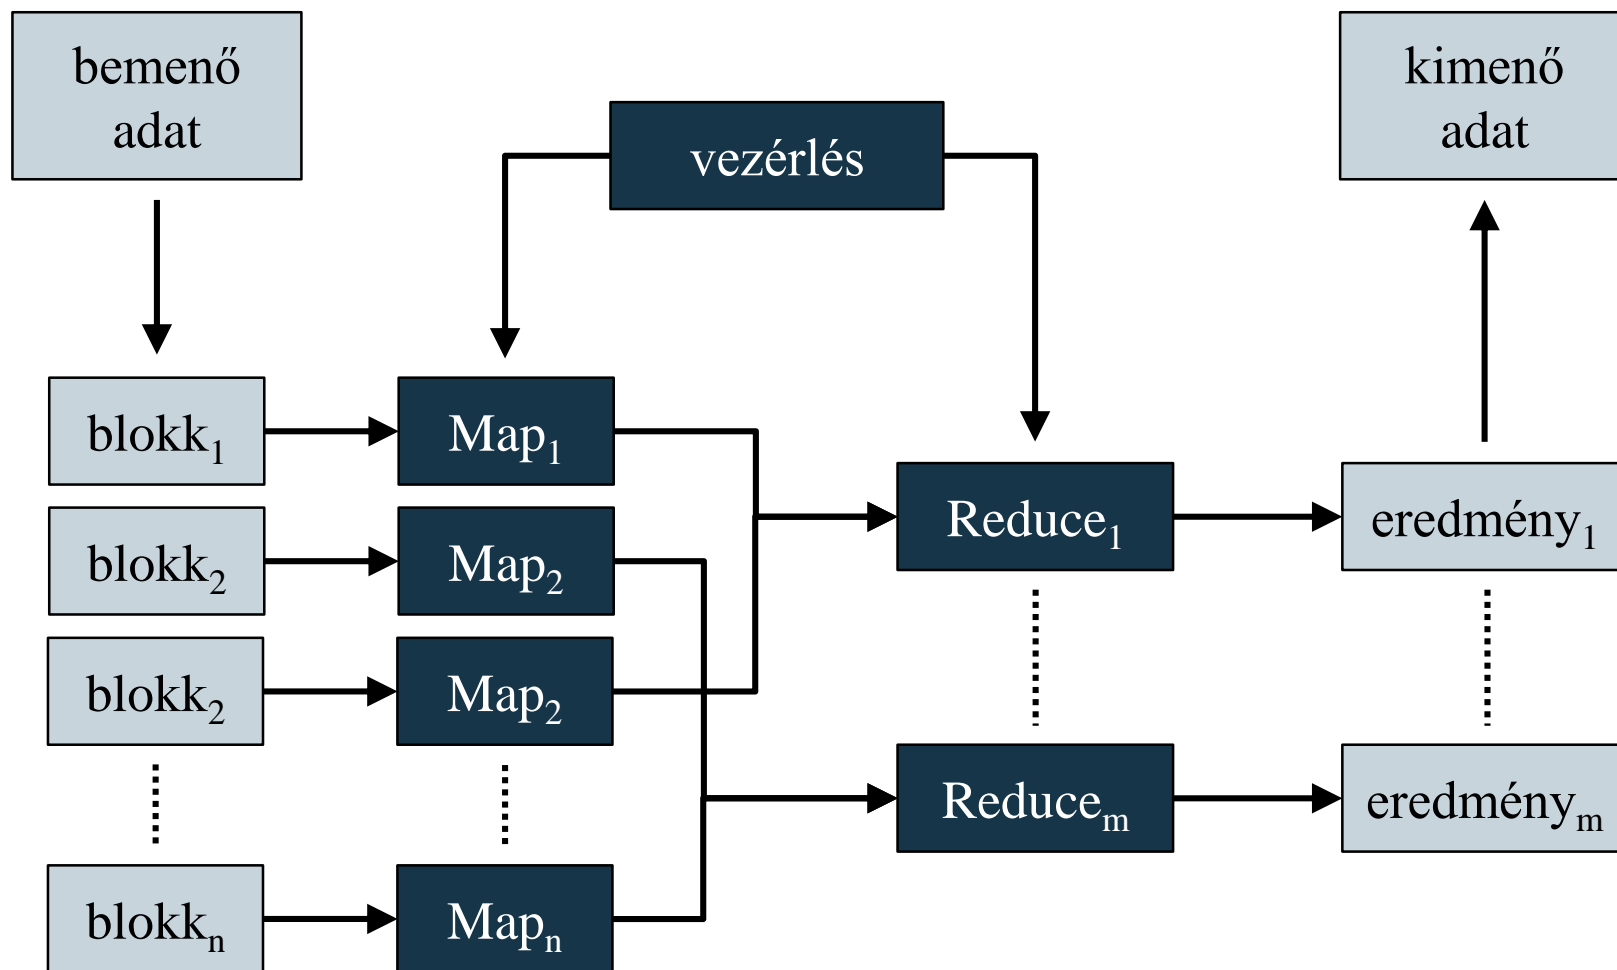 bemenő
adat
vezérlés
kimenő
adat
blokk₁
Map₁
blokk₂
Map₂
blokk₂
Map₂
blokkₙ
Mapₙ
Reduce₁
eredmény₁
Reduceₘ
eredményₘ